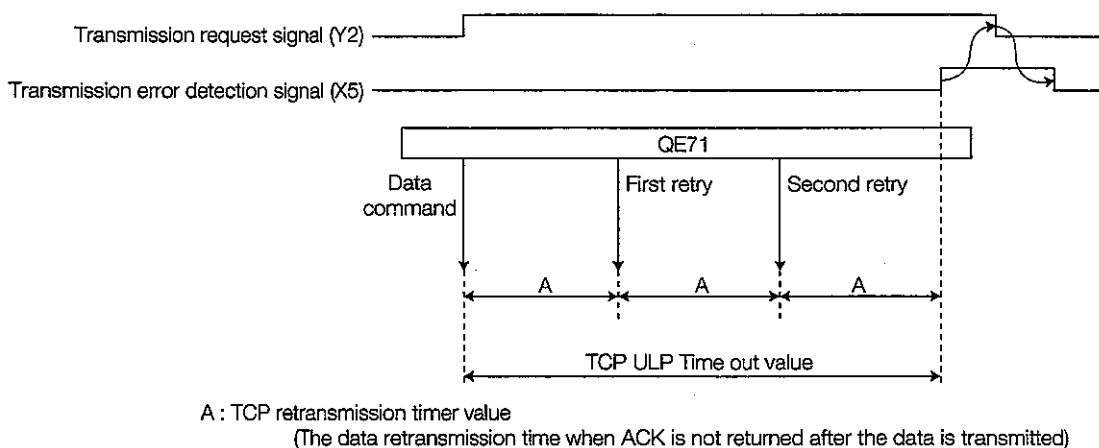 Transmission request signal (Y2)
Transmission error detection signal (X5)
QE71
Data
command
First retry
Second retry
A
A
A
TCP ULP Time out value
A : TCP retransmission timer value
(The data retransmission time when ACK is not returned after the data is transmitted)